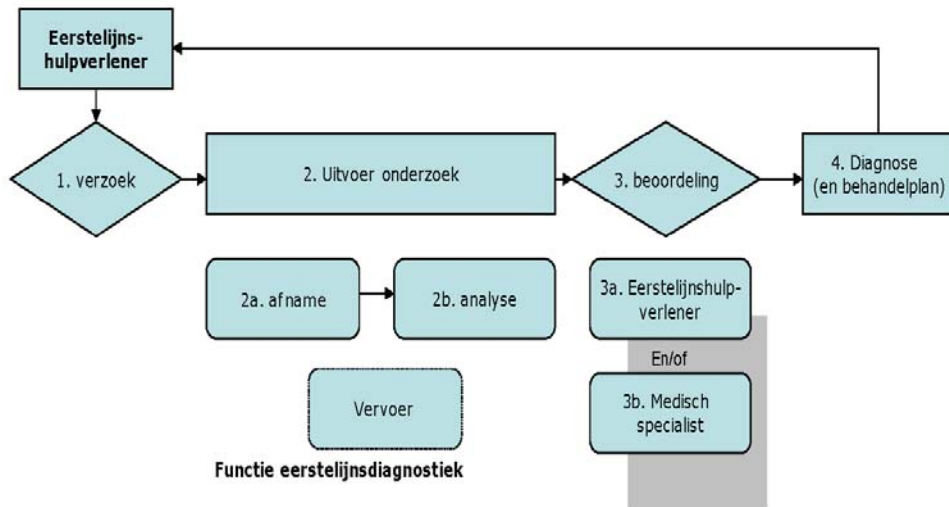 Eerstelijns-
hulpverlener
1. verzoek
2. Uitvoer onderzoek
3. beoordeling
4. Diagnose
(en behandelplan)
2a. afname
2b. analyse
3a. Eerstelijnshulp-
verlener
En/of
3b. Medisch
specialist
Vervoer
Functie eerstelijnsdiagnostiek